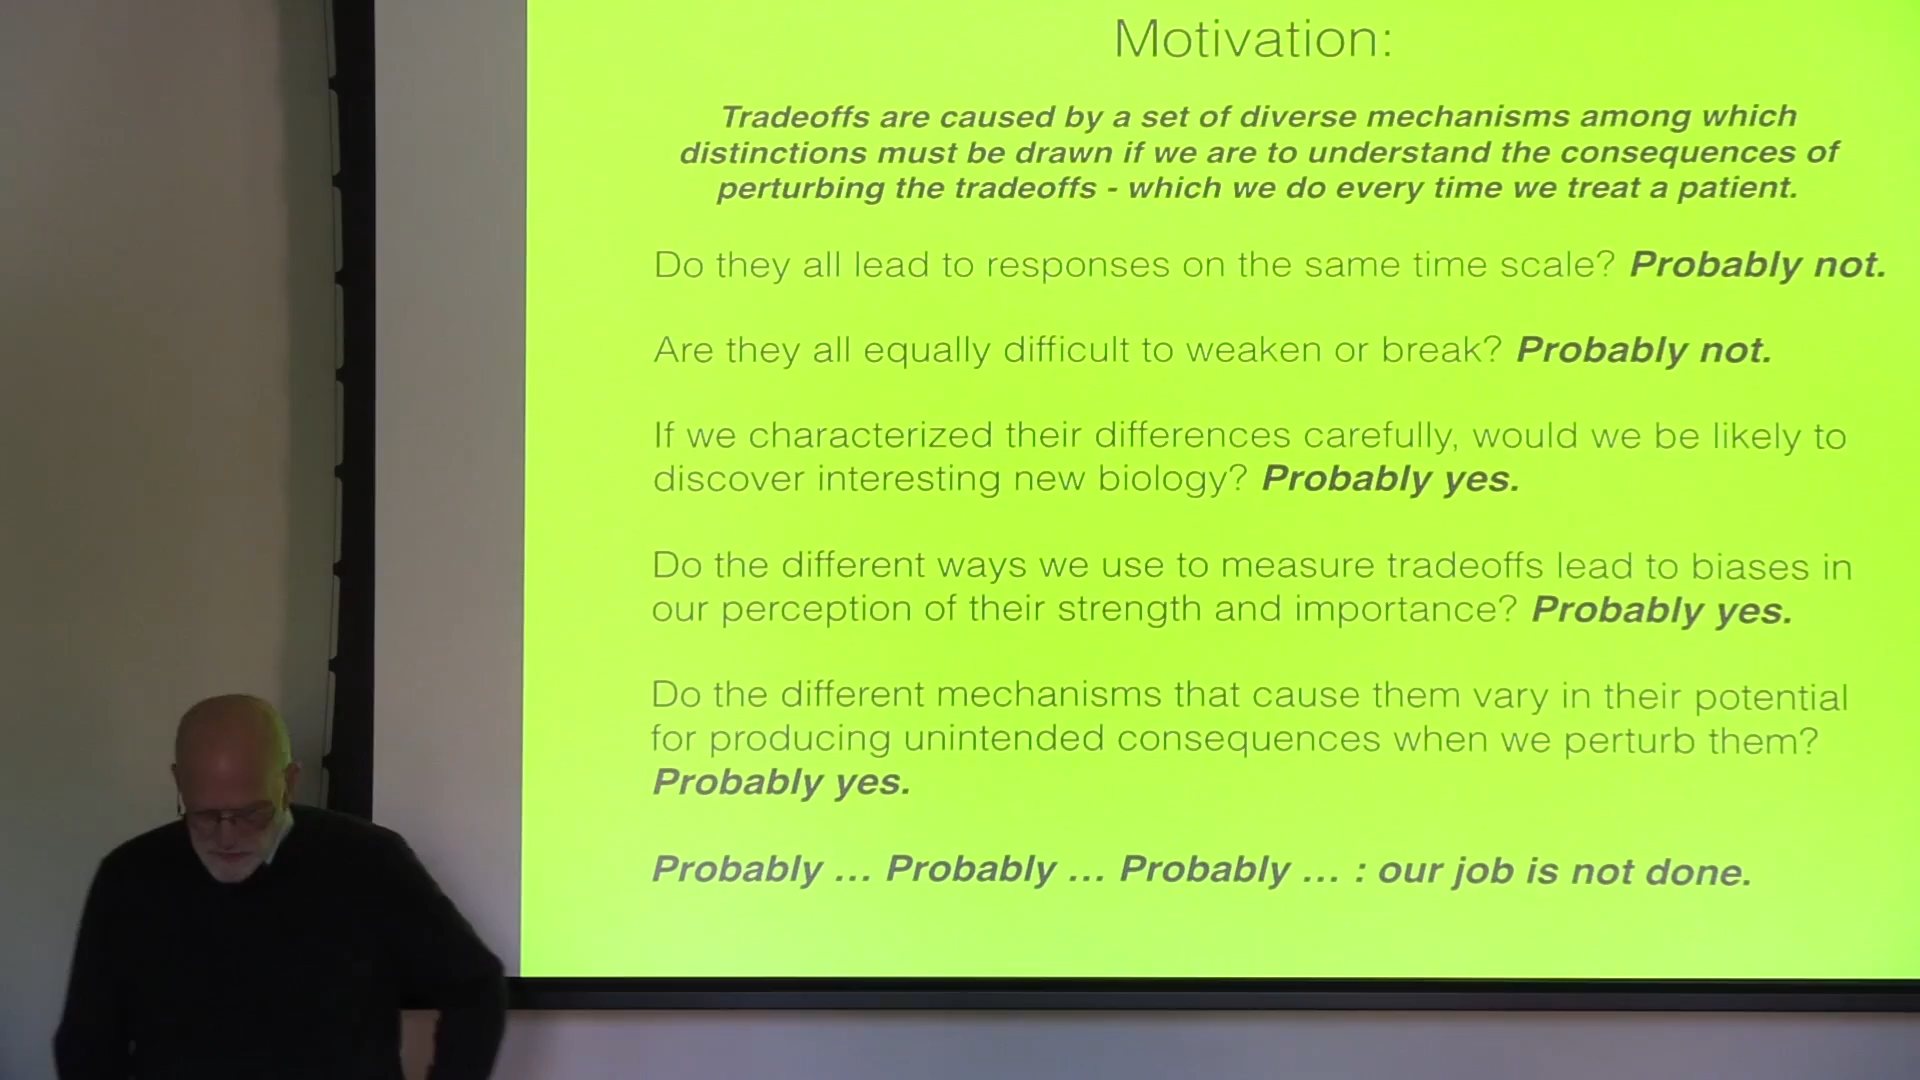 Motivation:
Tradeoffs are caused by a set of diverse mechanisms among which
distinctions must be drawn if we are to understand the consequences of
perturbing the tradeoffs - which we do every time we treat a patient.
Do they all lead to responses on the same time scale? Probably not.
Are they all equally difficult to weaken or break? Probably not.
If we characterized their differences carefully, would we be likely to
discover interesting new biology? Probably yes.
Do the different ways we use to measure tradeoffs lead to biases in
our perception of their strength and importance? Probably yes.
Do the different mechanisms that cause them vary in their potential
for producing unintended consequences when we perturb them?
Probably yes.
Probably ... Probably ... Probably ... : our job is not done.